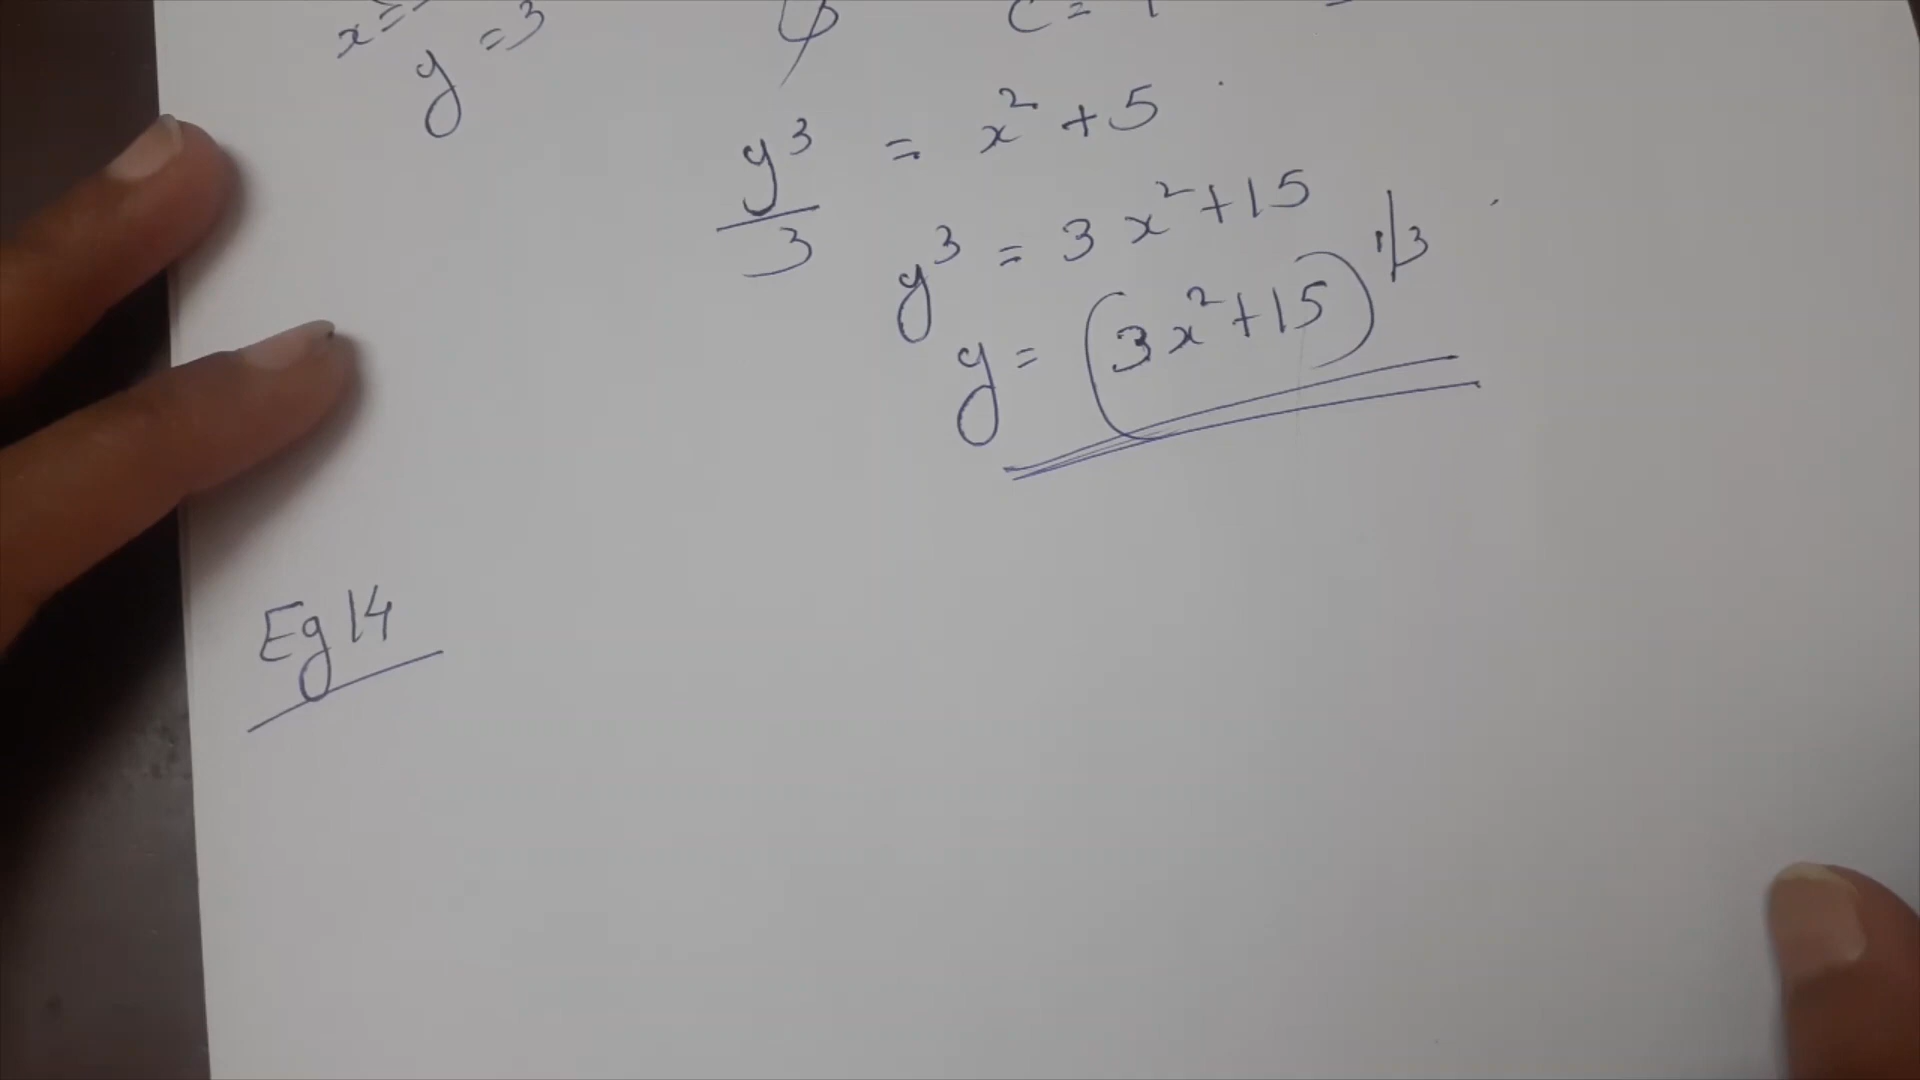 x =
y = 3
C =
y³/3 = x² + 5
y³ = 3x² + 15
y = (3x² + 15)^1/3
Eg 14